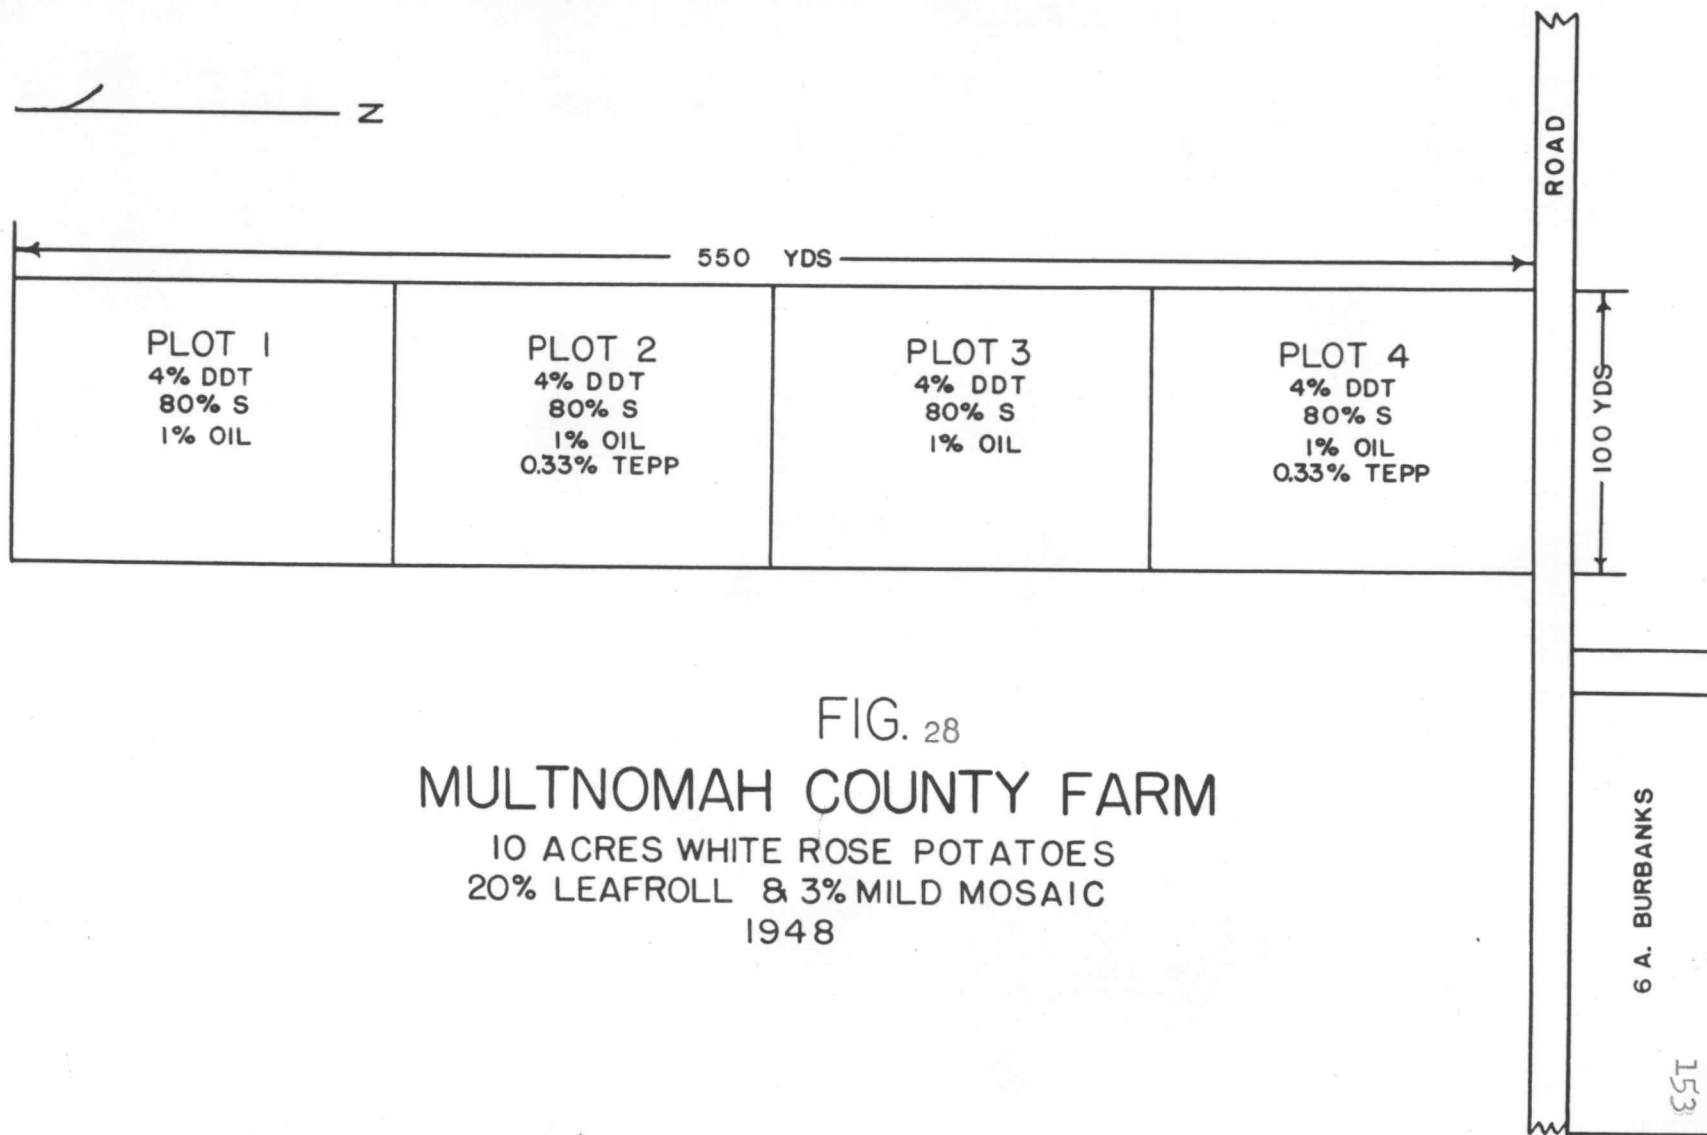 N
ROAD
550 YDS
PLOT 1
4% DDT
80% S
1% OIL
PLOT 2
4% DDT
80% S
1% OIL
0.33% TEPP
PLOT 3
4% DDT
80% S
1% OIL
PLOT 4
4% DDT
80% S
1% OIL
0.33% TEPP
100 YDS
FIG. 28
MULTNOMAH COUNTY FARM
10 ACRES WHITE ROSE POTATOES
20% LEAFROLL & 3% MILD MOSAIC
1948
6 A. BURBANKS
153